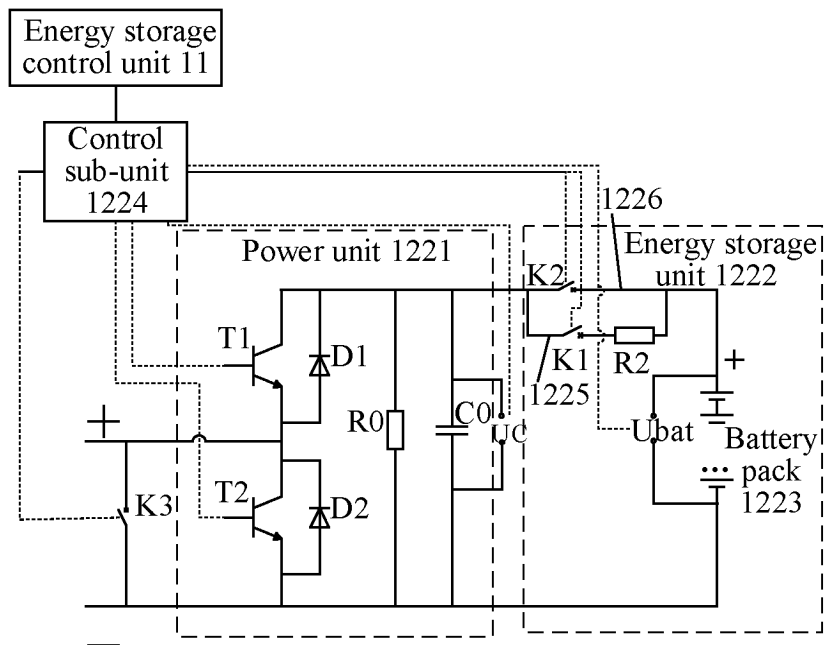 Energy storage
control unit 11
Control
sub-unit
1224
1226
Power unit 1221
Energy storage
unit 1222
K2
T1
D1
K1
R2
+
1225
+
R0
C0
UC
Ubat
Battery
pack
1223
T2
D2
K3